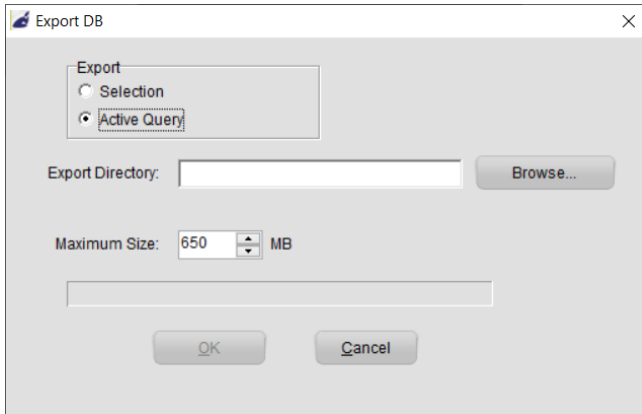 Export DB
Export
Selection
Active Query
Export Directory:
Browse...
Maximum Size: 650 MB
OK Cancel